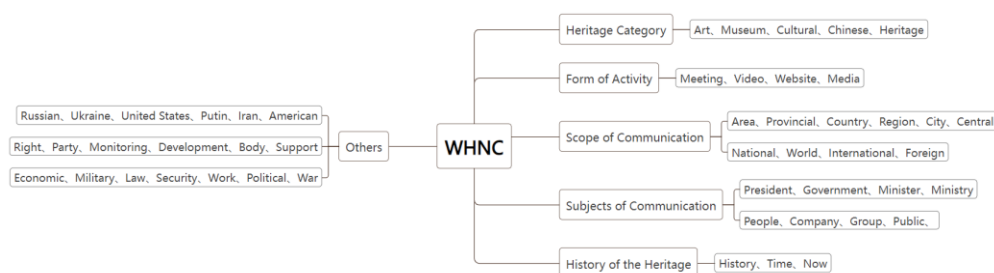 Heritage Category
Art、Museum、Cultural、Chinese、Heritage
Form of Activity
Meeting、Video、Website、Media
Russian、Ukraine、United States、Putin、Iran、American
Right、Party、Monitoring、Development、Body、Support
Economic、Military、Law、Security、Work、Political、War
Others
WHNC
Scope of Communication
Area、Provincial、Country、Region、City、Central
National、World、International、Foreign
Subjects of Communication
President、Government、Minister、Ministry
People、Company、Group、Public、
History of the Heritage
History、Time、Now